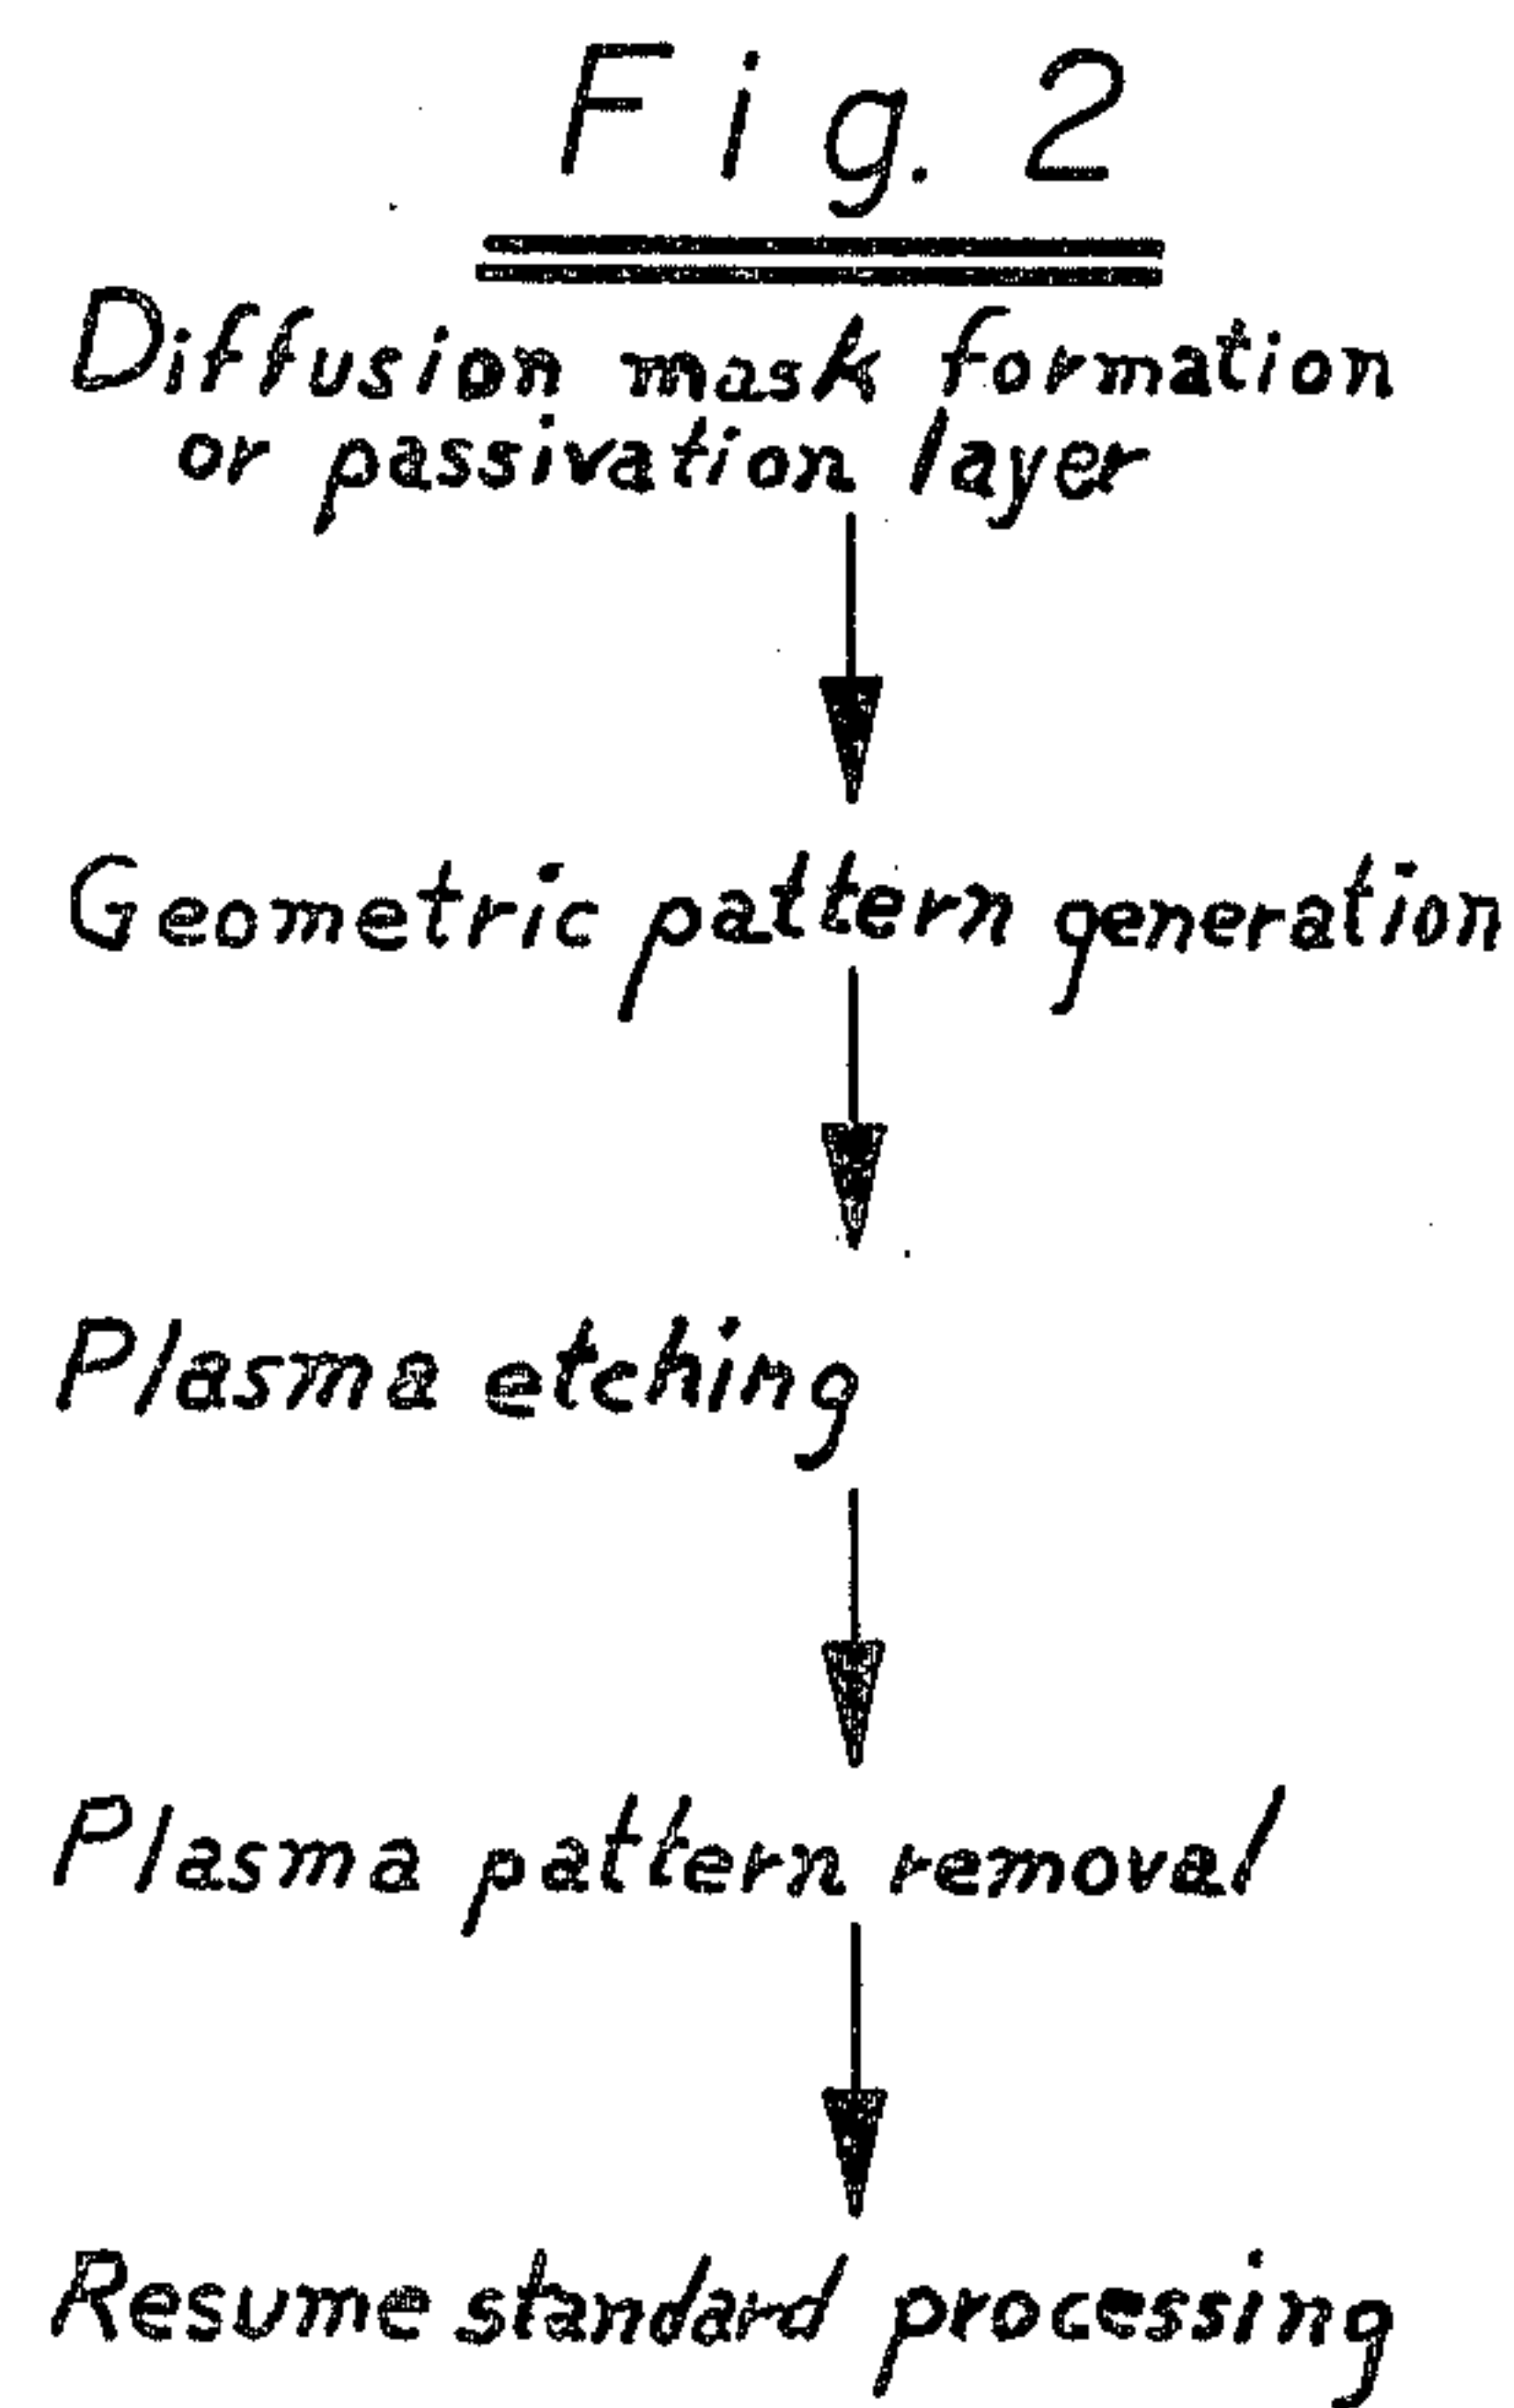 Fig. 2
Diffusion mask formation
or passivation layer
Geometric pattern generation
Plasma etching
Plasma pattern removal
Resume standard processing